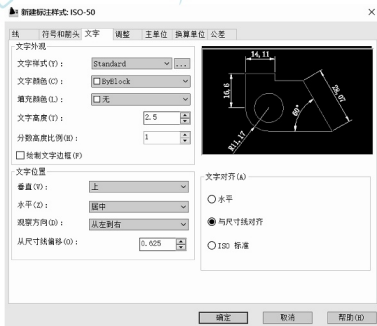 新建标注样式: ISO-50
线 符号和箭头 文字 调整 主单位 换算单位 公差
文字外观
文字样式(Y): Standard ...
文字颜色(C): ByBlock
填充颜色(L): 无
文字高度(T): 2.5
分数高度比例(H): 1
绘制文字边框(F)
14,11
16,6
28,07
60°
R11,17
文字位置
垂直(V): 上
水平(Z): 居中
观察方向(D): 从左到右
从尺寸线偏移(O): 0.625
文字对齐(A)
水平
与尺寸线对齐
ISO 标准
确定 取消 帮助(H)